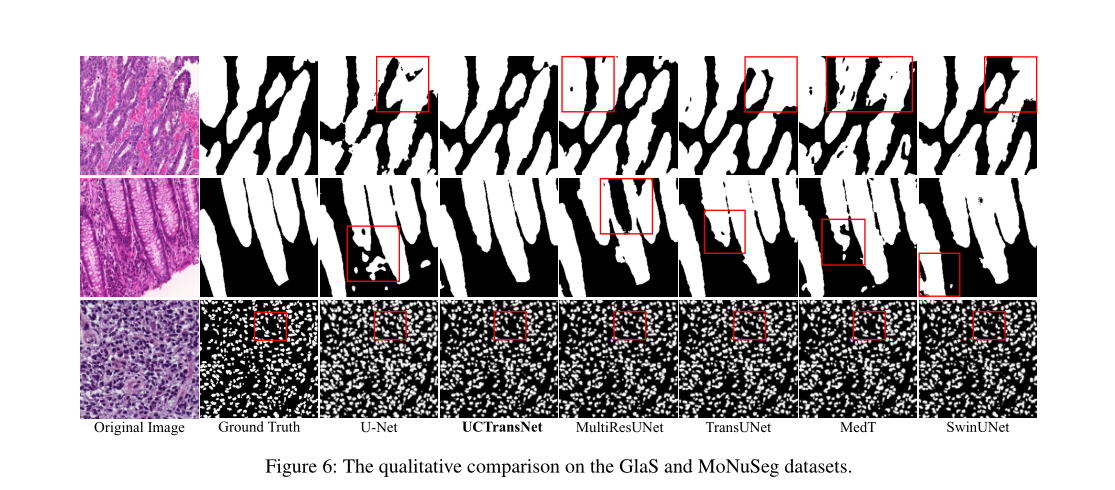 Original Image Ground Truth U-Net UCTransNet MultiResUNet TransUNet MedT SwinUNet
Figure 6: The qualitative comparison on the GlaS and MoNuSeg datasets.